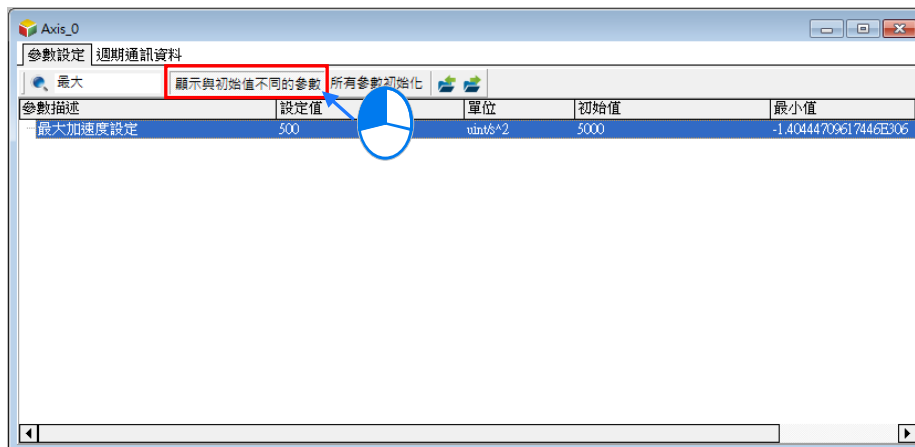 Axis_0
參數設定 週期通訊資料
最大 顯示與初始值不同的參數 所有參數初始化
參數描述 設定值 單位 初始值 最小值
最大加速度設定 500 uint/s^2 5000 -1.40444709617446E306